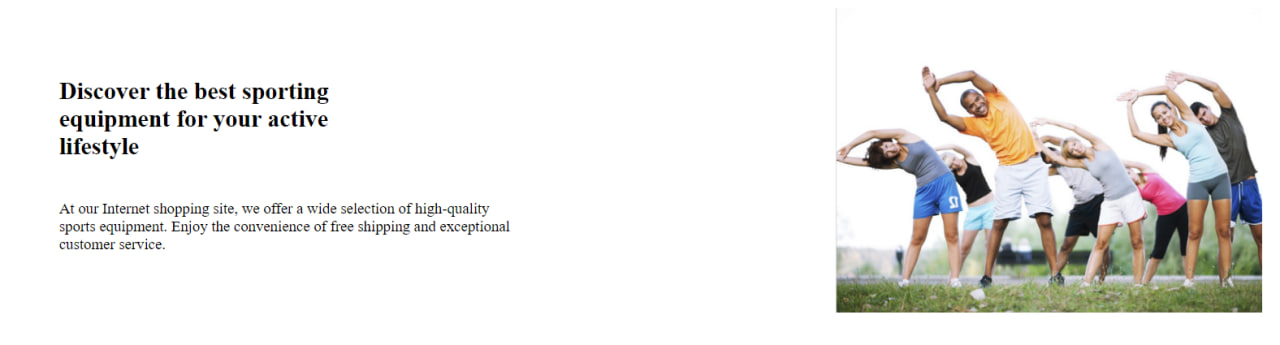 Discover the best sporting
equipment for your active
lifestyle
At our Internet shopping site, we offer a wide selection of high-quality
sports equipment. Enjoy the convenience of free shipping and exceptional
customer service.